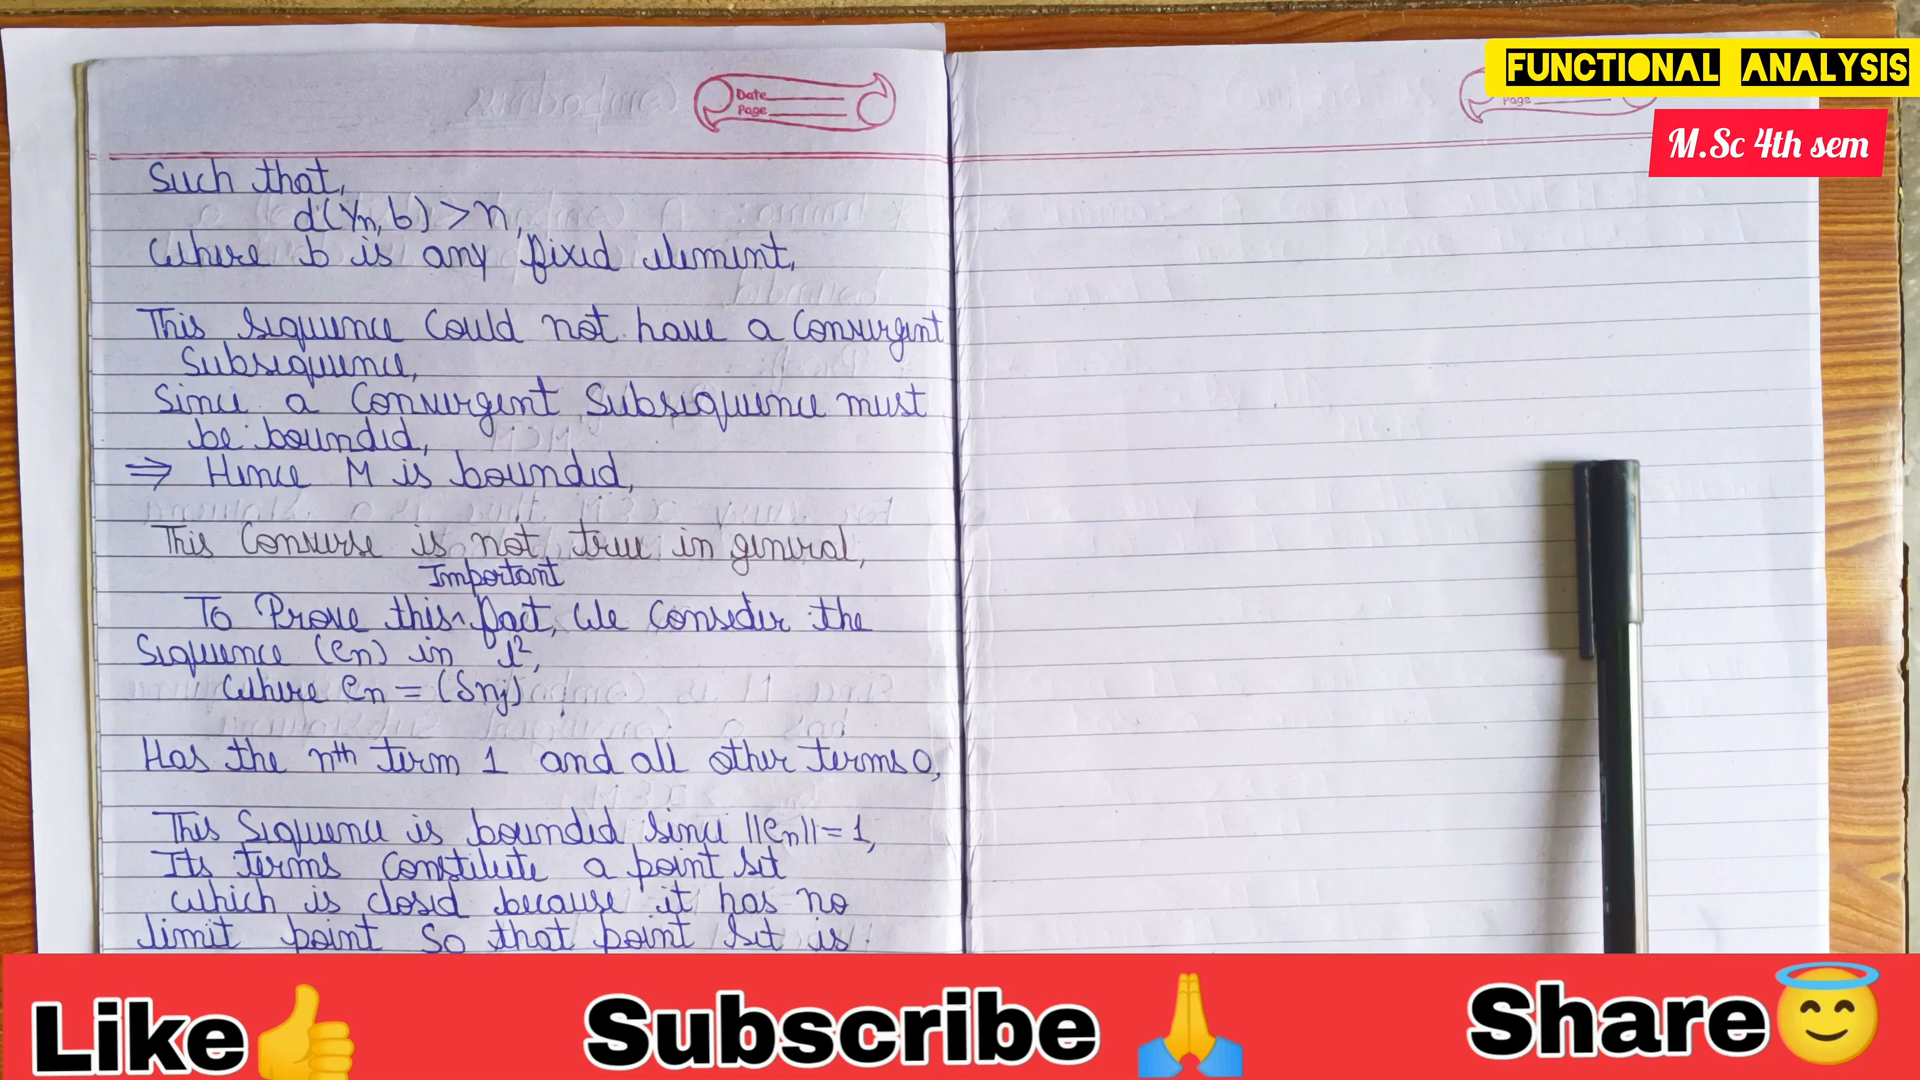 Date
Page
Such that,
d(yn, b) > n,
Where b is any fixed element,
This Sequence Could not have a Convergent
Subsequence,
Since a Convergent Subsequence must
be bounded,
⇒ Hence M is bounded,
This Converse is not true in general,
Important
To Prove this^ fact, We Consider the
Sequence (en) in l²,
Where en = (δnj)
Has the nth term 1 and all other terms 0,
This Sequence is bounded since ||en|| = 1,
Its terms Constitute a point set
which is closed because it has no
limit point So that point set is
Page
FUNCTIONAL ANALYSIS
M.Sc 4th sem
Like👍 Subscribe 🙏 Share😇